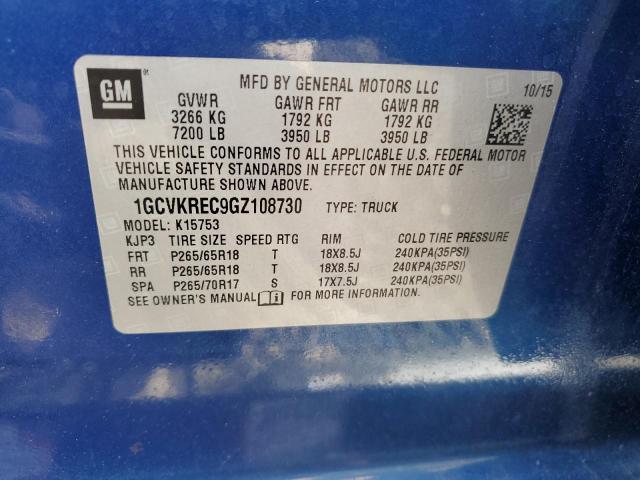 GM
MFD BY GENERAL MOTORS LLC 10/15
GVWR GAWR FRT GAWR RR
3266 KG 1792 KG 1792 KG
7200 LB 3950 LB 3950 LB
THIS VEHICLE CONFORMS TO ALL APPLICABLE U.S. FEDERAL MOTOR
VEHICLE SAFETY STANDARDS IN EFFECT ON THE DATE OF
MANUFACTURE SHOWN ABOVE.
1GCVKREC9GZ108730 TYPE: TRUCK
MODEL: K15753
KJP3 TIRE SIZE SPEED RTG RIM COLD TIRE PRESSURE
FRT P265/65R18 T 18X8.5J 240KPA(35PSI)
RR P265/65R18 T 18X8.5J 240KPA(35PSI)
SPA P265/70R17 S 17X7.5J 240KPA(35PSI)
SEE OWNER'S MANUAL FOR MORE INFORMATION.